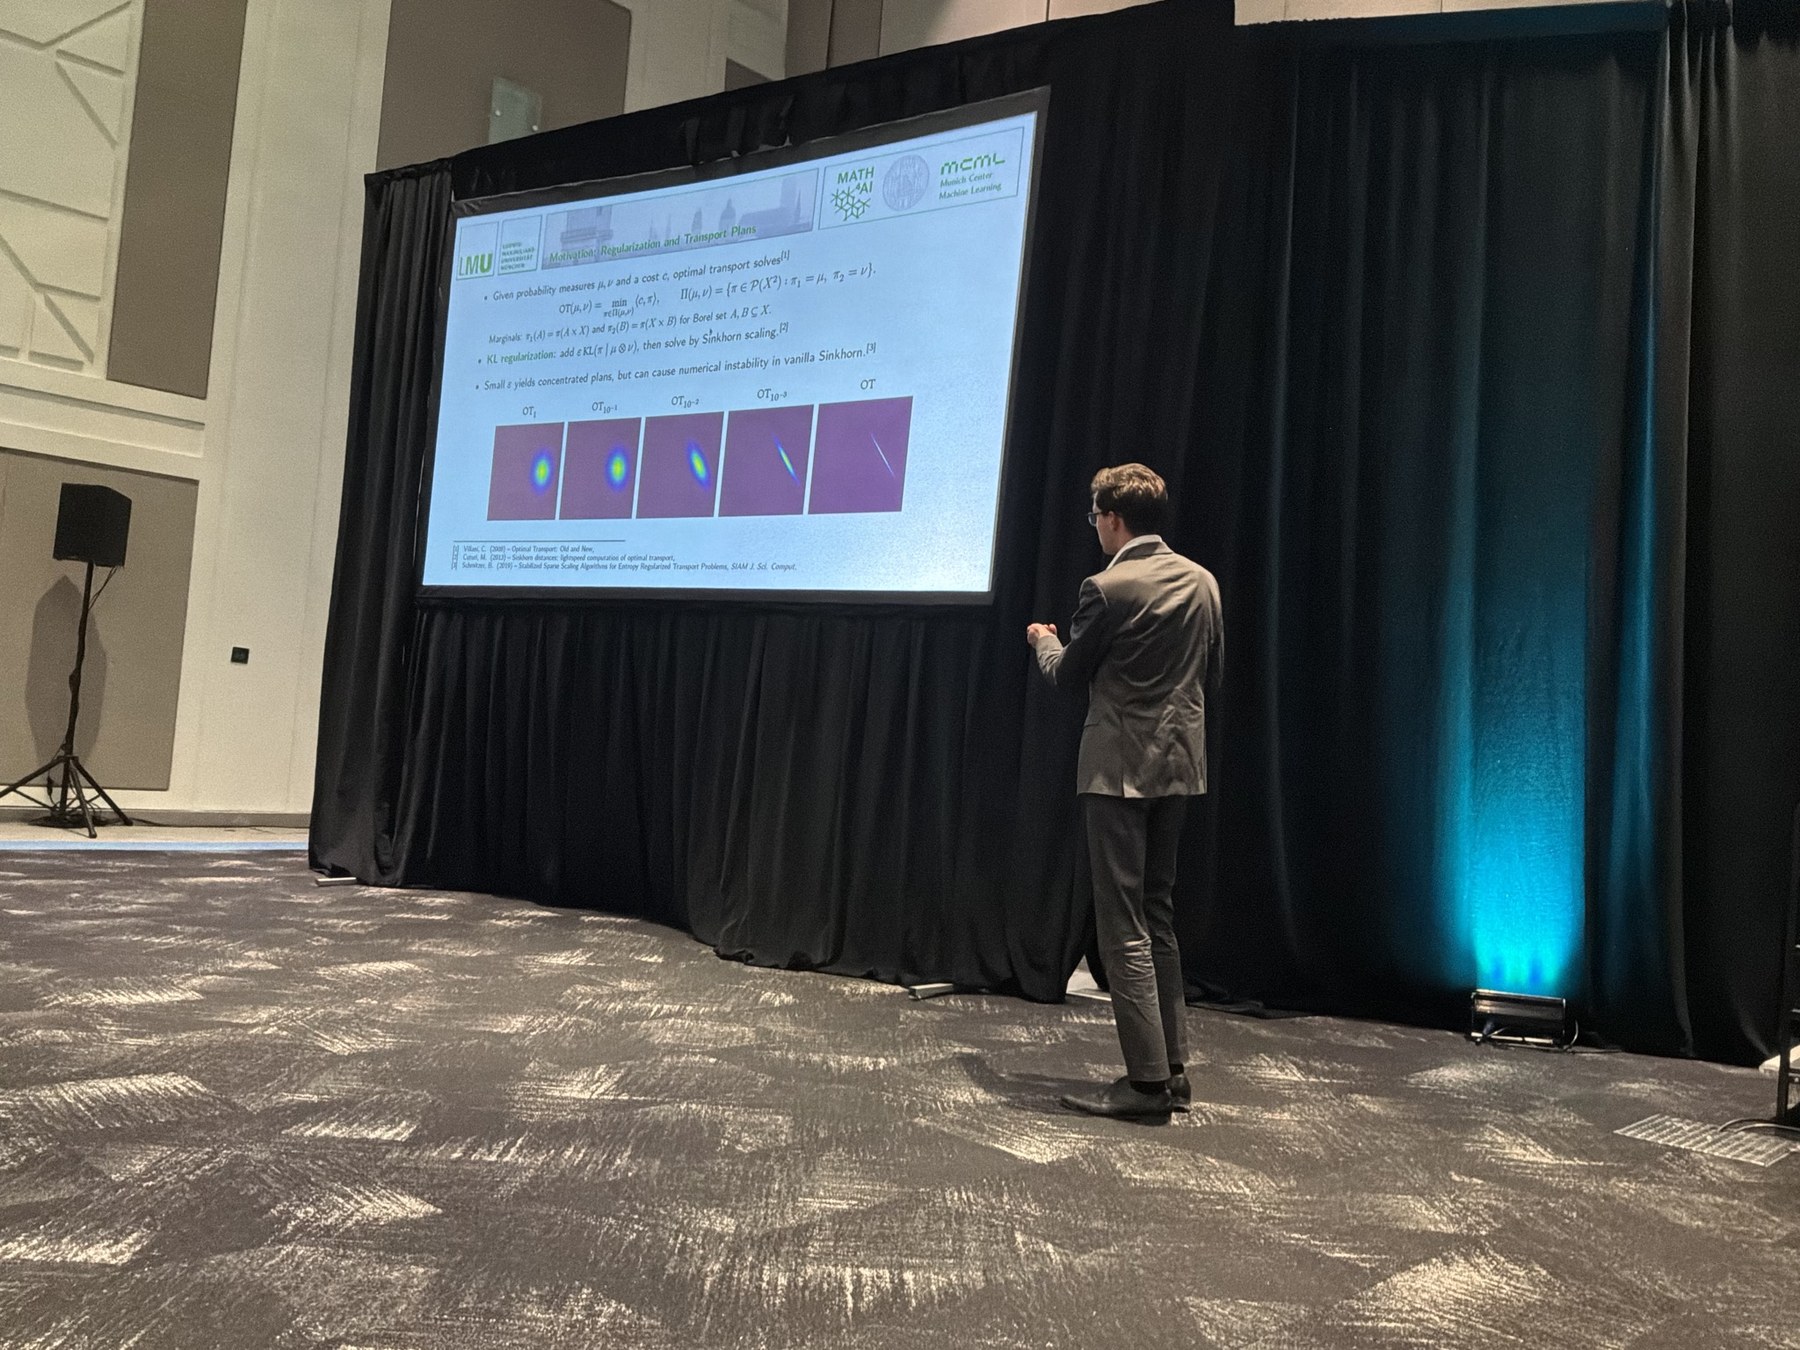 LMU
LUDWIG-
MAXIMILIANS-
UNIVERSITÄT
MÜNCHEN
MATH
AI
mcmL
Munich Center
Machine Learning
Motivation: Regularization and Transport Plans
• Given probability measures μ, ν and a cost c, optimal transport solves[1]
OT(μ, ν) = min π∈Π(μ,ν) ⟨c, π⟩, Π(μ, ν) = {π ∈ P(X²) : π₁ = μ, π₂ = ν}.
Marginals: π₁(A) = π(A × X) and π₂(B) = π(X × B) for Borel set A, B ⊆ X.
• KL regularization: add ε KL(π | μ ⊗ ν), then solve by Sinkhorn scaling.[2]
• Small ε yields concentrated plans, but can cause numerical instability in vanilla Sinkhorn.[3]
OT₁ OT₁₀₋₁ OT₁₀₋₂ OT₁₀₋₃ OT
[1] Villani, C. (2009) – Optimal Transport: Old and New,
[2] Cuturi, M. (2013) – Sinkhorn distances: lightspeed computation of optimal transport,
[3] Schmitzer, B. (2019) – Stabilized Sparse Scaling Algorithms for Entropy Regularized Transport Problems, SIAM J. Sci. Comput.